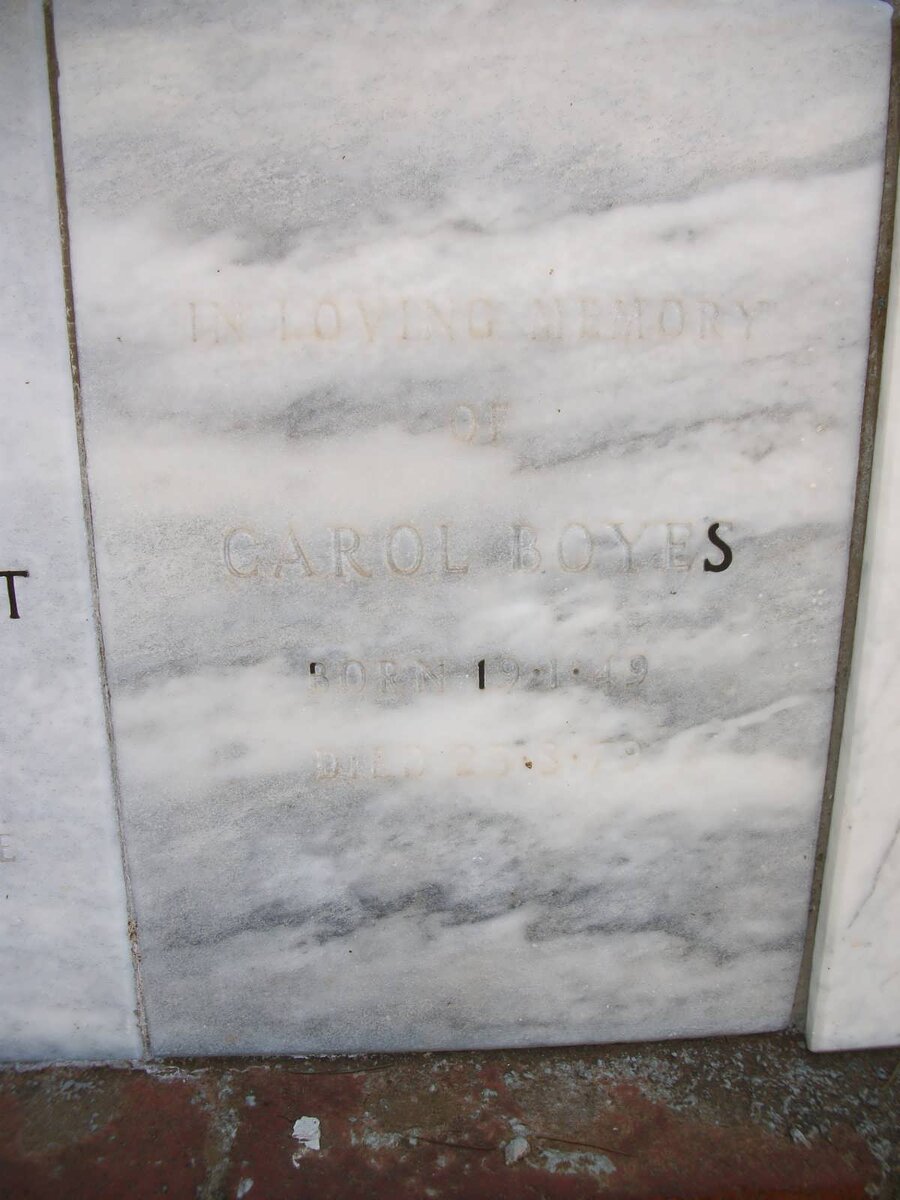 IN LOVING MEMORY
OF
CAROL BOYES
BORN 19·1·49
DIED
T
E